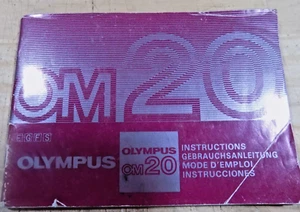 OM20
OLYMPUS
OLYMPUS
OM20
INSTRUCTIONS
GEBRAUCHSANLEITUNG
MODE D'EMPLOI
INSTRUCCIONES